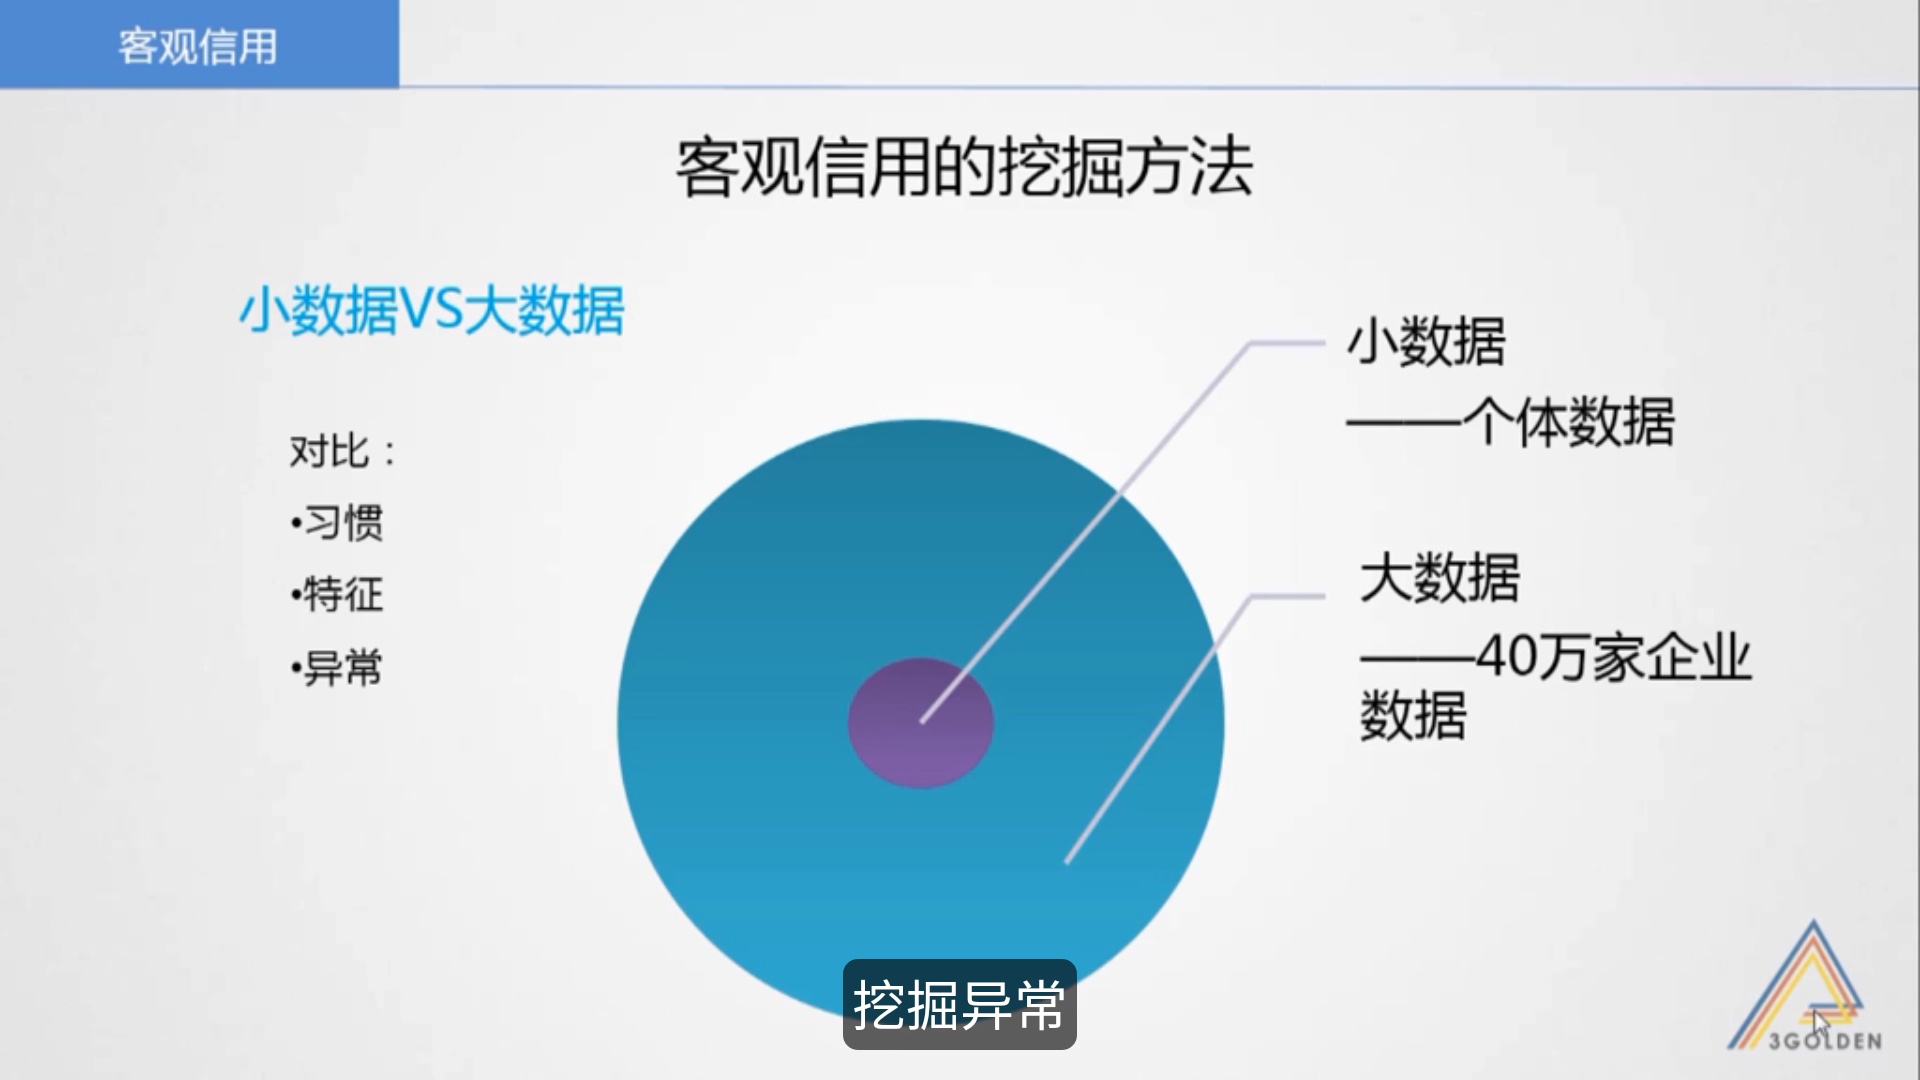 客观信用
客观信用的挖掘方法
小数据VS大数据
对比：
•习惯
•特征
•异常
小数据
——个体数据
大数据
——40万家企业
数据
挖掘异常
3GOLDEN